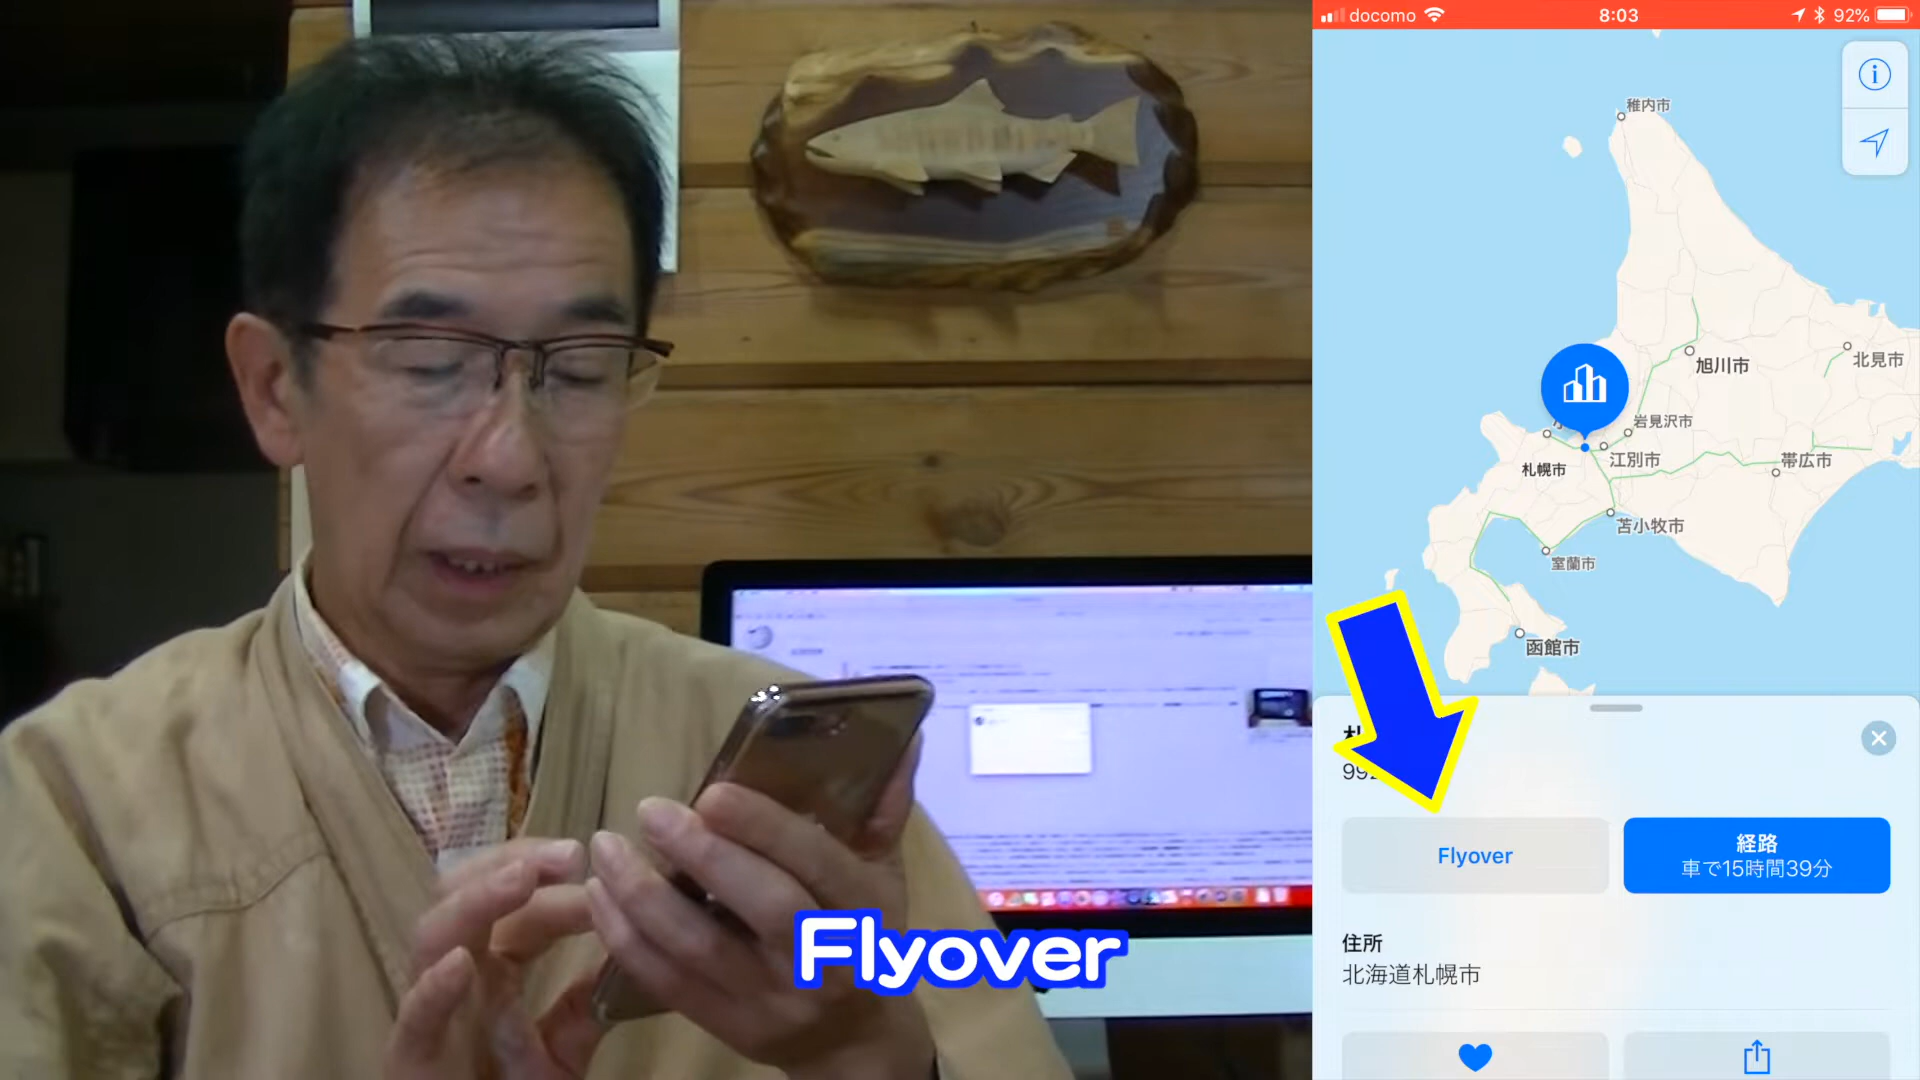 docomo 8:03 92%
稚内市
旭川市
北見市
岩見沢市
江別市
札幌市
帯広市
苫小牧市
室蘭市
函館市
Flyover
経路
車で15時間39分
住所
北海道札幌市
Flyover